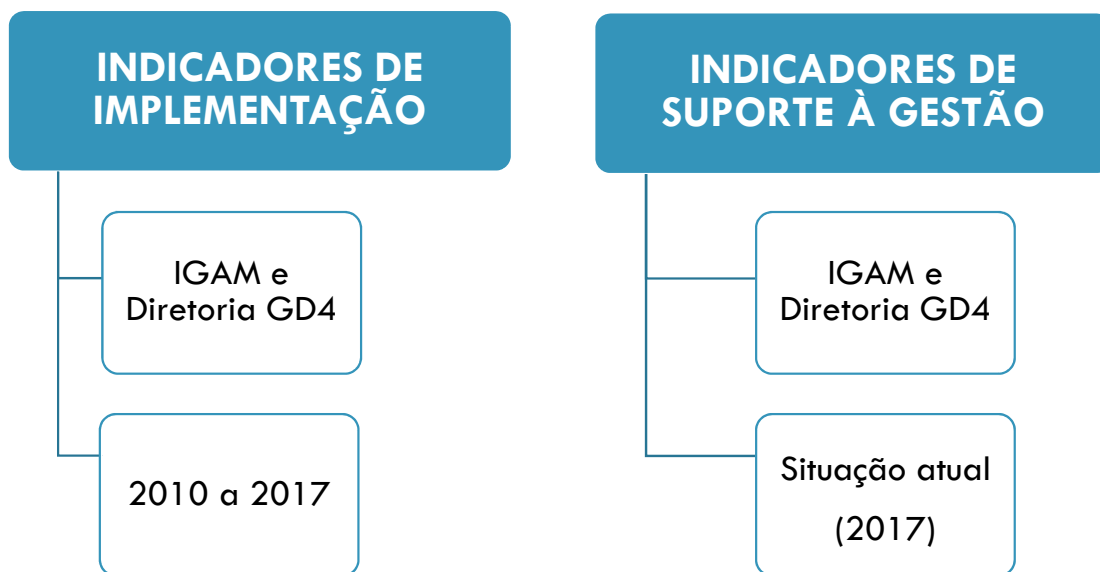 INDICADORES DE
IMPLEMENTAÇÃO
IGAM e
Diretoria GD4
2010 a 2017
INDICADORES DE
SUPORTE À GESTÃO
IGAM e
Diretoria GD4
Situação atual
(2017)